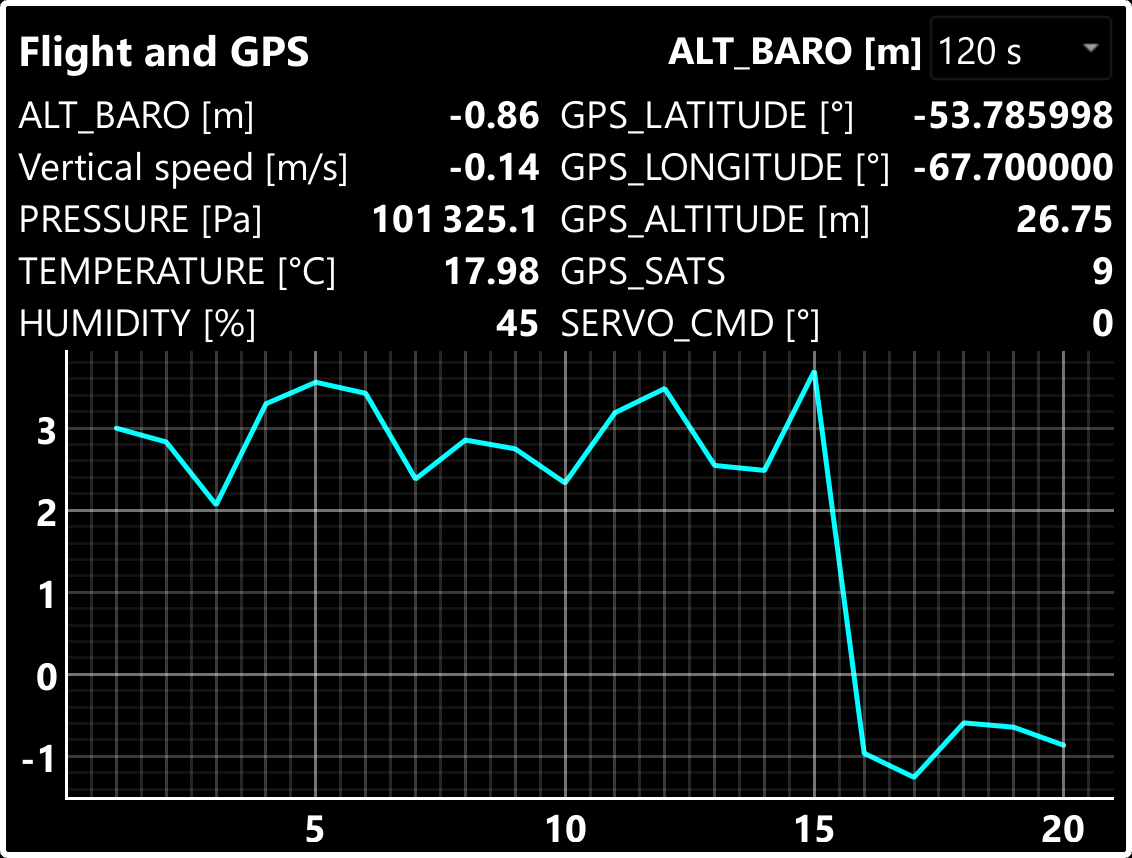 Flight and GPS ALT_BARO [m] 120 s
ALT_BARO [m] -0.86 GPS_LATITUDE [°] -53.785998
Vertical speed [m/s] -0.14 GPS_LONGITUDE [°] -67.700000
PRESSURE [Pa] 101 325.1 GPS_ALTITUDE [m] 26.75
TEMPERATURE [°C] 17.98 GPS_SATS 9
HUMIDITY [%] 45 SERVO_CMD [°] 0
3
2
1
0
-1
5 10 15 20